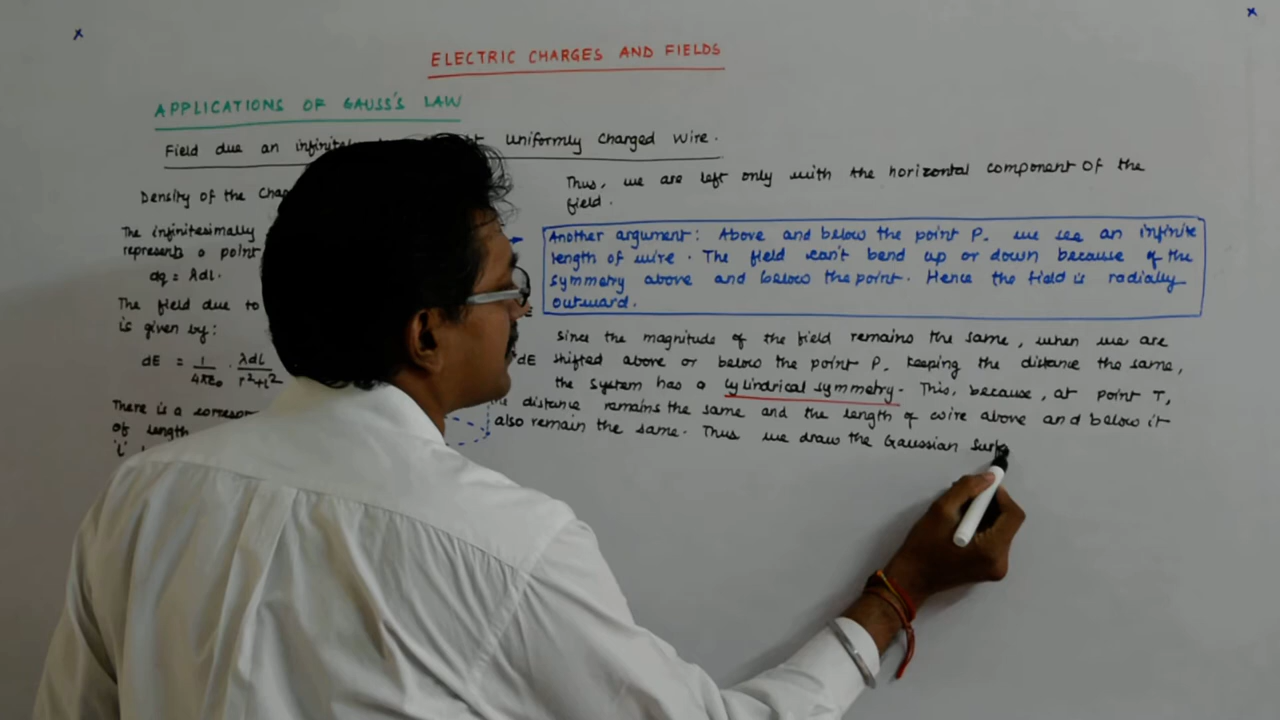 ELECTRIC CHARGES AND FIELDS
APPLICATIONS OF GAUSS'S LAW
Field due an uniformly charged wire.
Density of the
The infinitesimally
represents a point
dq = λdl.
The field due to
is given by:
dE = 1/4πε₀ · λdl/r²+l²
There is a
of length
'l'
Thus, we are left only with the horizontal component of the
field.
Another argument: Above and below the point P. we see an infinite
length of wire. The field can't bend up or down because of the
symmetry above and below the point. Hence the field is radially
outward.
Since the magnitude of the field remains the same, when we are
dE shifted above or below the point P, keeping the distance the same,
the system has a cylindrical symmetry. This, because, at point T,
distance remains the same and the length of wire above and below it
also remain the same. Thus we draw the Gaussian